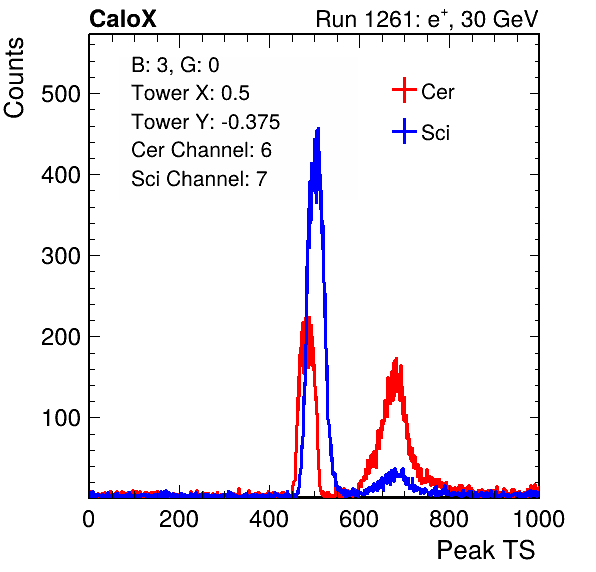 CaloX Run 1261: e⁺, 30 GeV
Counts
B: 3, G: 0
Tower X: 0.5
Tower Y: -0.375
Cer Channel: 6
Sci Channel: 7
Cer
Sci
500
400
300
200
100
0 200 400 600 800 1000
Peak TS